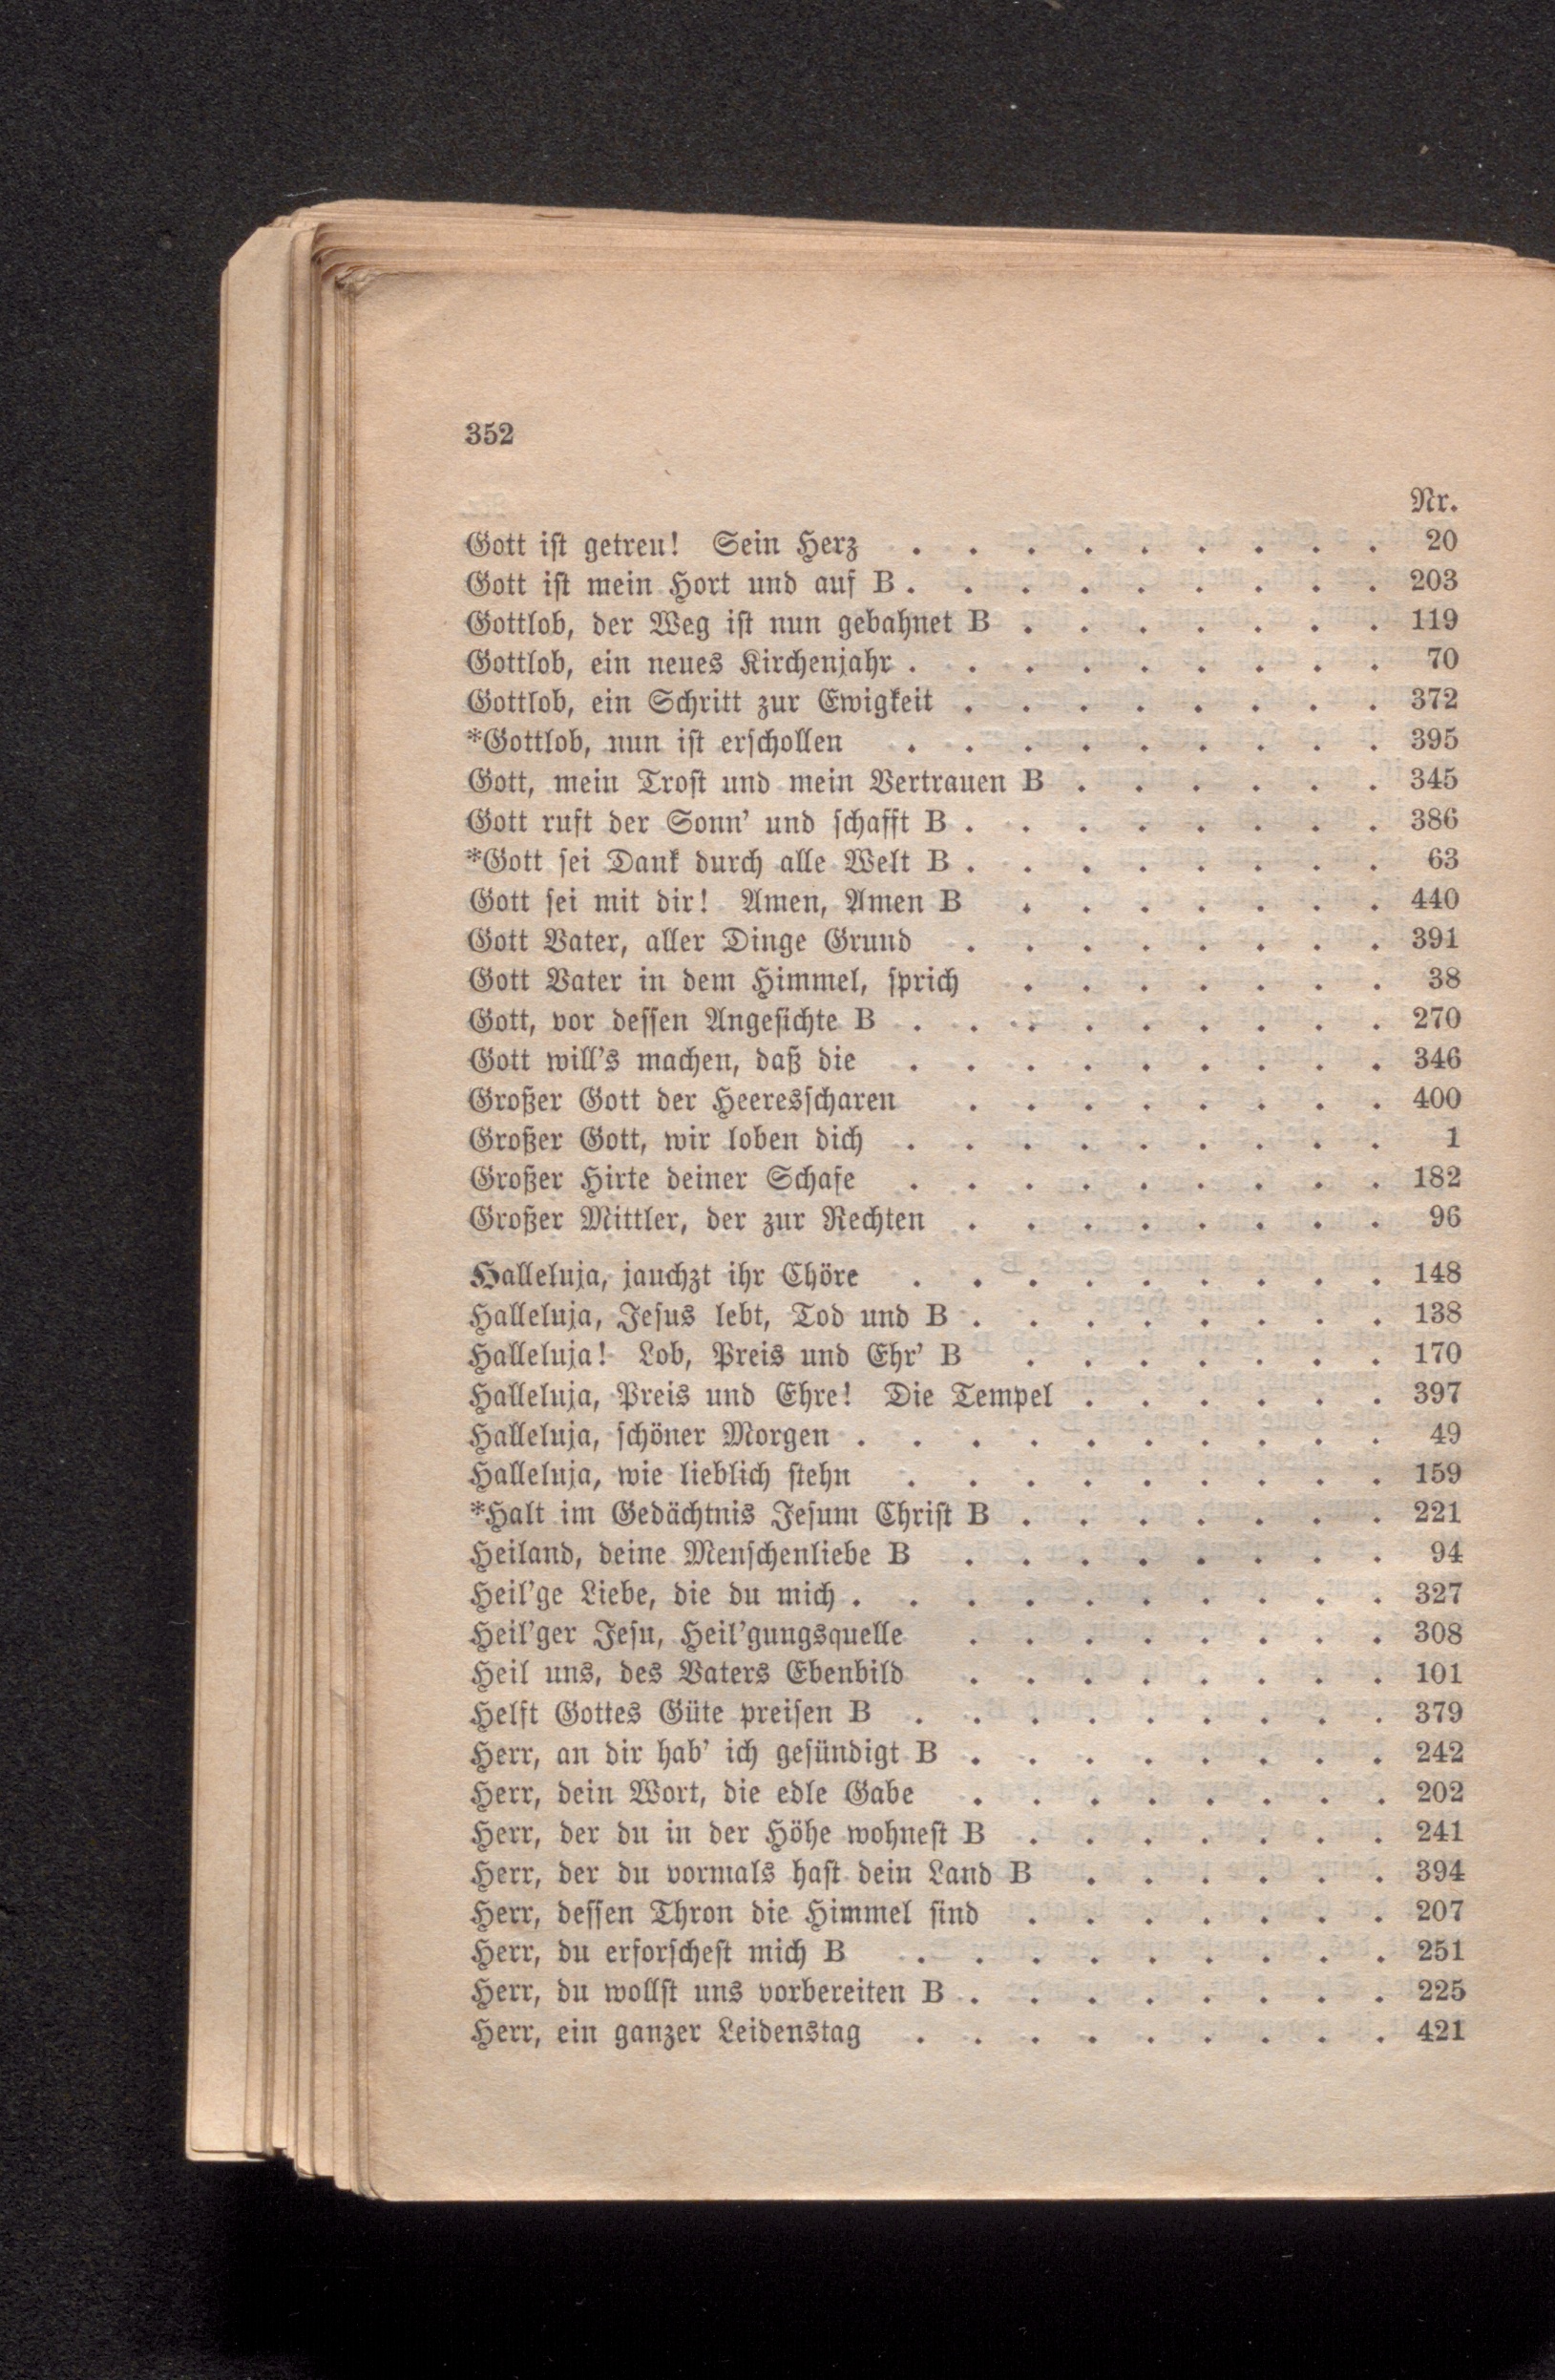 352
Nr.
Gott ist getreu! Sein Herz . . . . . . . . . 20
Gott ist mein Hort und auf B . . . . . . . . . 203
Gottlob, der Weg ist nun gebahnet B . . . . . . . 119
Gottlob, ein neues Kirchenjahr . . . . . . . . . 70
Gottlob, ein Schritt zur Ewigkeit . . . . . . . . 372
*Gottlob, nun ist erschollen . . . . . . . . . 395
Gott, mein Trost und mein Vertrauen B . . . . . . 345
Gott ruft der Sonn' und schafft B . . . . . . . . 386
*Gott sei Dank durch alle Welt B . . . . . . . . 63
Gott sei mit dir! Amen, Amen B . . . . . . . 440
Gott Vater, aller Dinge Grund . . . . . . . . 391
Gott Vater in dem Himmel, sprich . . . . . . . 38
Gott, vor dessen Angesichte B . . . . . . . . . 270
Gott will's machen, daß die . . . . . . . . . 346
Großer Gott der Heeresscharen . . . . . . . . 400
Großer Gott, wir loben dich . . . . . . . . . 1
Großer Hirte deiner Schafe . . . . . . . . . 182
Großer Mittler, der zur Rechten . . . . . . . . 96
Halleluja, jauchzt ihr Chöre . . . . . . . . . 148
Halleluja, Jesus lebt, Tod und B . . . . . . . . 138
Halleluja! Lob, Preis und Ehr' B . . . . . . . 170
Halleluja, Preis und Ehre! Die Tempel . . . . . . 397
Halleluja, schöner Morgen . . . . . . . . . . 49
Halleluja, wie lieblich stehn . . . . . . . . . 159
*Halt im Gedächtnis Jesum Christ B . . . . . . . 221
Heiland, deine Menschenliebe B . . . . . . . . 94
Heil'ge Liebe, die du mich . . . . . . . . . . 327
Heil'ger Jesu, Heil'gungsquelle . . . . . . . . 308
Heil uns, des Vaters Ebenbild . . . . . . . . 101
Helft Gottes Güte preisen B . . . . . . . . . 379
Herr, an dir hab' ich gesündigt B . . . . . . . . 242
Herr, dein Wort, die edle Gabe . . . . . . . . 202
Herr, der du in der Höhe wohnest B . . . . . . . 241
Herr, der du vormals hast dein Land B . . . . . . 394
Herr, dessen Thron die Himmel sind . . . . . . . 207
Herr, du erforschest mich B . . . . . . . . . 251
Herr, du wollst uns vorbereiten B . . . . . . . . 225
Herr, ein ganzer Leidenstag . . . . . . . . . 421